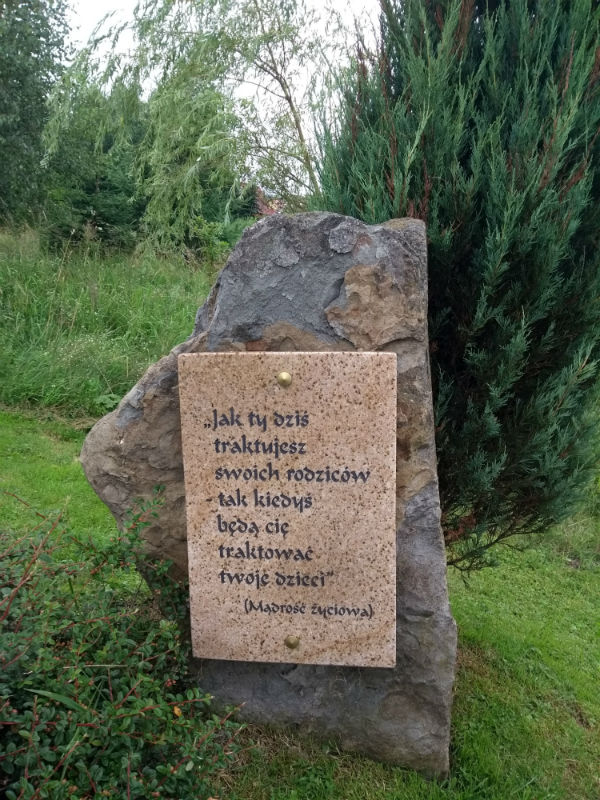 „Jak ty dziś
traktujesz
swoich rodziców
- tak kiedyś
będą cię
traktować
twoje dzieci”
(Mądrość życiowa)